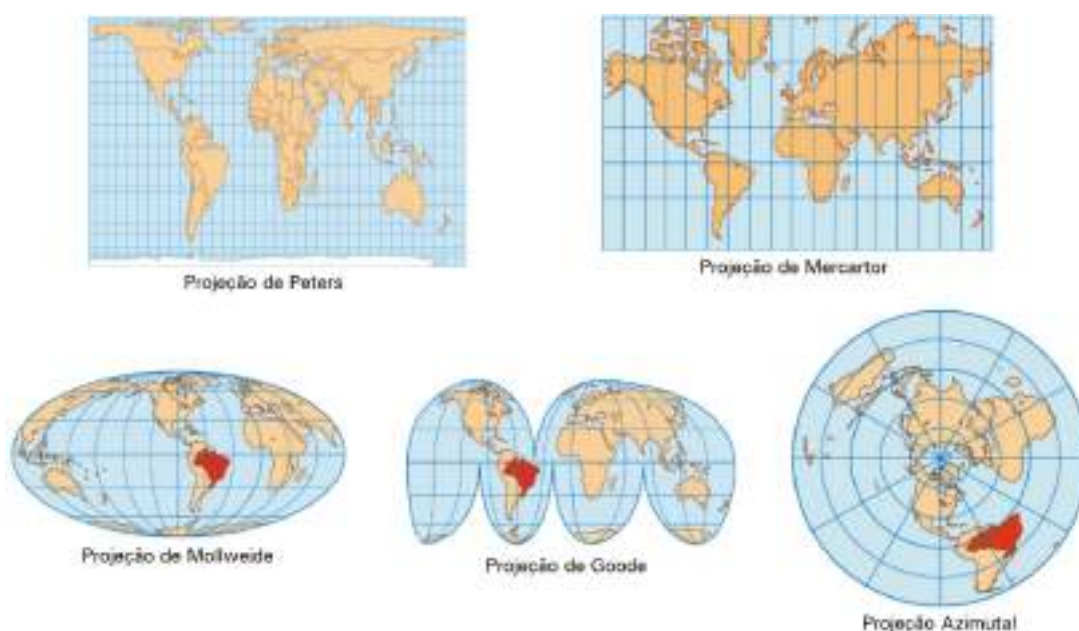 Projeção de Peters
Projeção de Mercartor
Projeção de Mollweide
Projeção de Goode
Projeção Azimutal